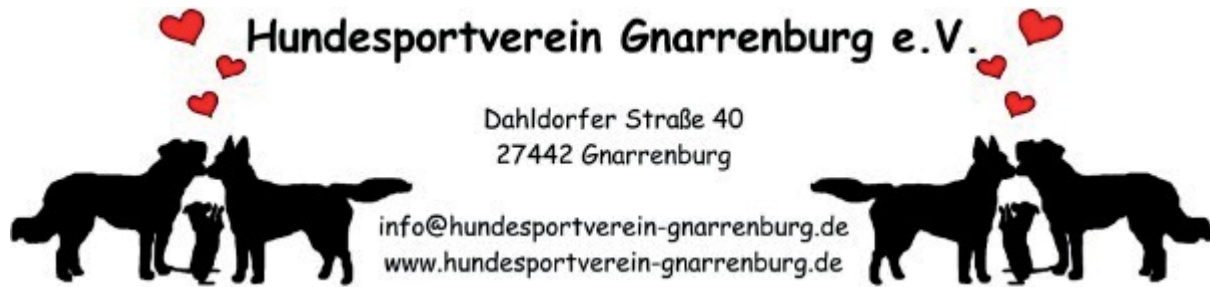 Hundesportverein Gnarrenburg e.V.
Dahldorfer Straße 40
27442 Gnarrenburg
info@hundesportverein-gnarrenburg.de
www.hundesportverein-gnarrenburg.de